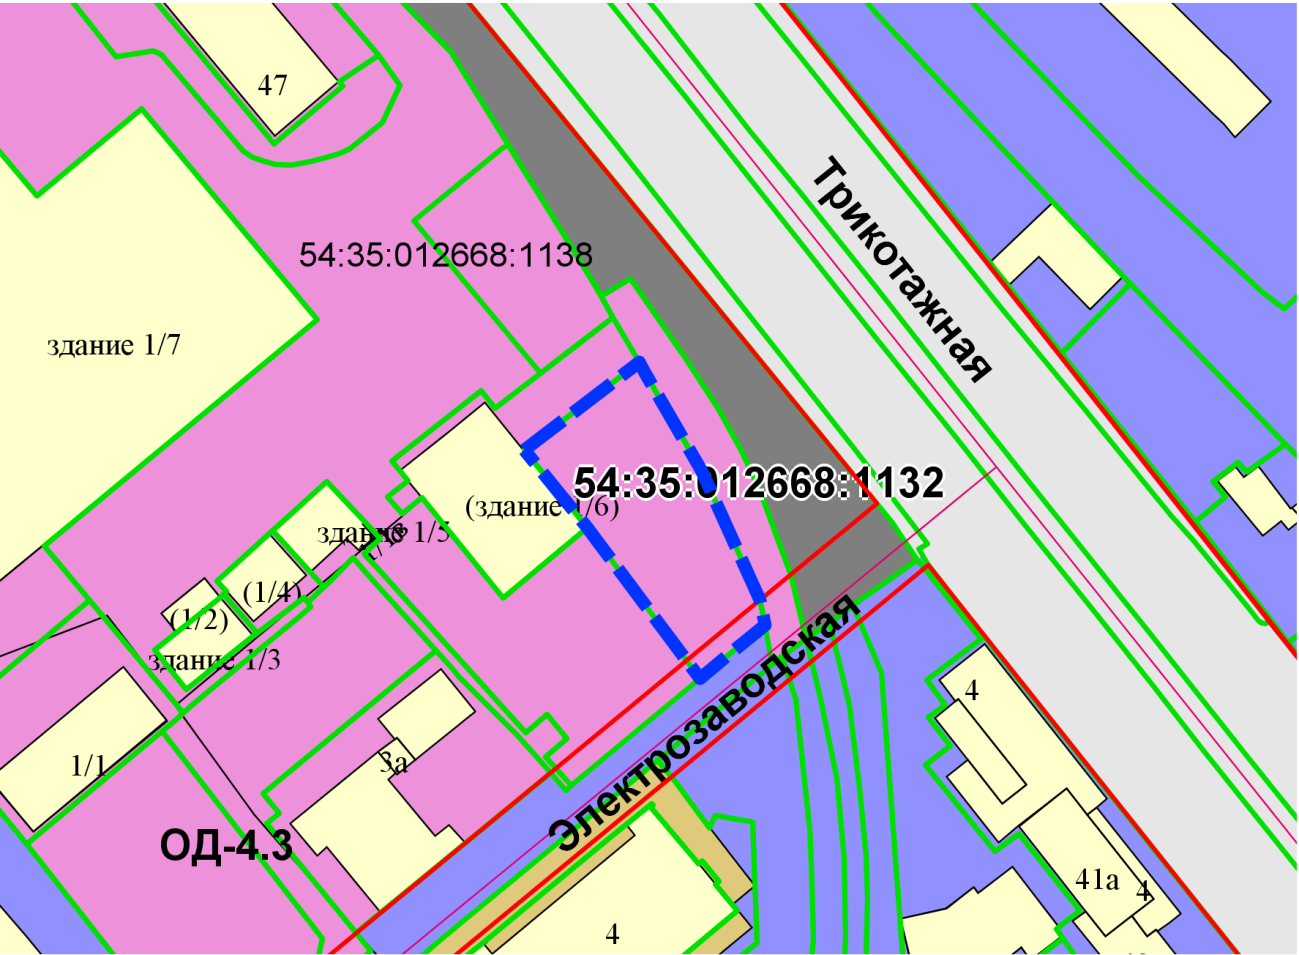 47
Трикотажная
54:35:012668:1138
здание 1/7
54:35:012668:1132
(здание 1/6)
здание 1/5
(1/4)
(1/2)
здание 1/3
Электрозаводская
4
1/1
3а
ОД-4.3
41а
4
4